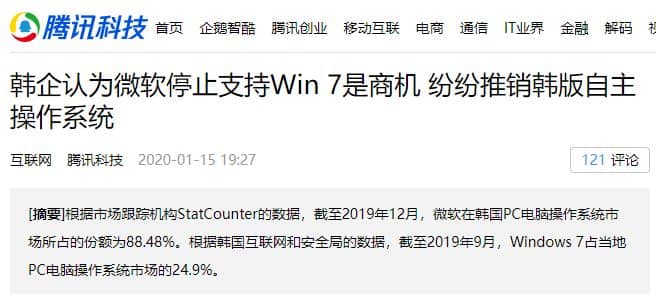 腾讯科技 首页 企鹅智酷 腾讯创业 移动互联 电商 通信 IT业界 金融 解码
韩企认为微软停止支持Win 7是商机 纷纷推销韩版自主
操作系统
互联网 腾讯科技 2020-01-15 19:27 121 评论
[摘要]根据市场跟踪机构StatCounter的数据，截至2019年12月，微软在韩国PC电脑操作系统市
场所占的份额为88.48%。根据韩国互联网和安全局的数据，截至2019年9月，Windows 7占当地
PC电脑操作系统市场的24.9%。